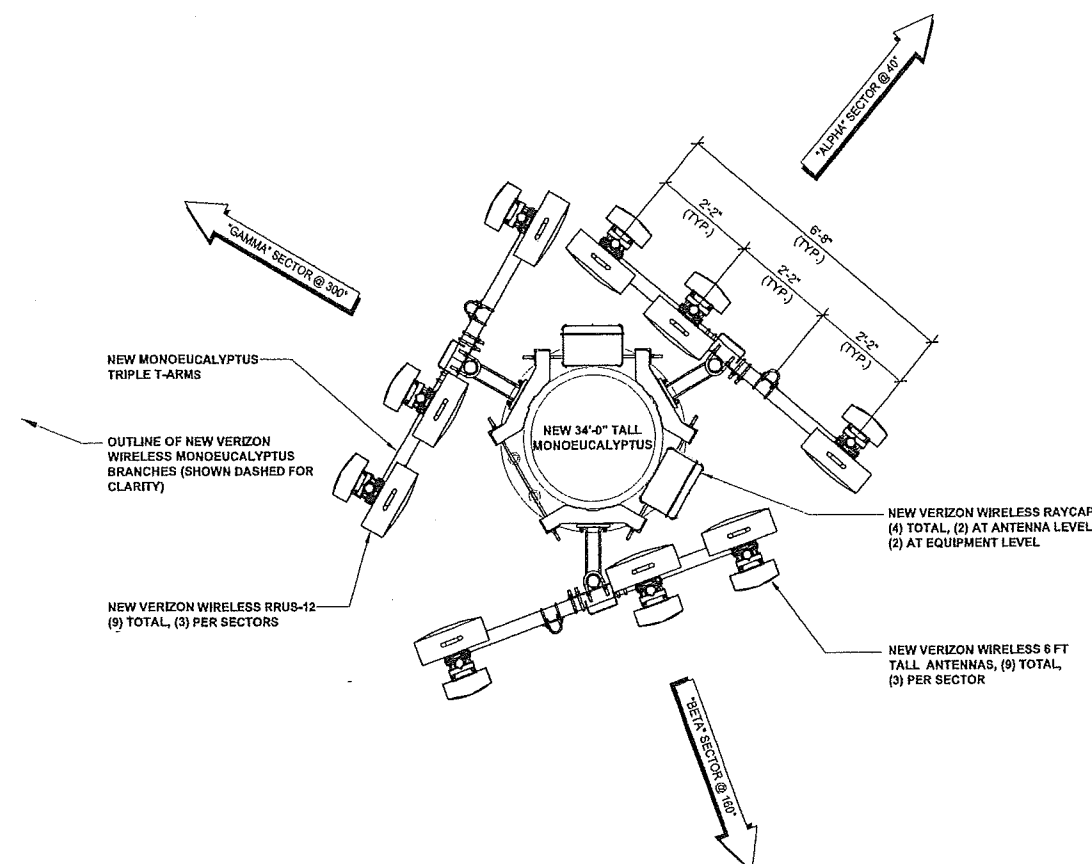 "ALPHA" SECTOR @ 40°
2'-2"
(TYP.)
6'-8"
(TYP.)
2'-2"
(TYP.)
2'-2"
(TYP.)
"GAMMA" SECTOR @ 300°
NEW MONOEUCALYPTUS
TRIPLE T-ARMS
NEW 34'-0" TALL
MONOEUCALYPTUS
OUTLINE OF NEW VERIZON
WIRELESS MONOEUCALYPTUS
BRANCHES (SHOWN DASHED FOR
CLARITY)
NEW VERIZON WIRELESS RAYCAP
(4) TOTAL, (2) AT ANTENNA LEVEL
(2) AT EQUIPMENT LEVEL
NEW VERIZON WIRELESS RRUS-12
(9) TOTAL, (3) PER SECTORS
NEW VERIZON WIRELESS 6 FT
TALL ANTENNAS, (9) TOTAL,
(3) PER SECTOR
"BETA" SECTOR @ 160°